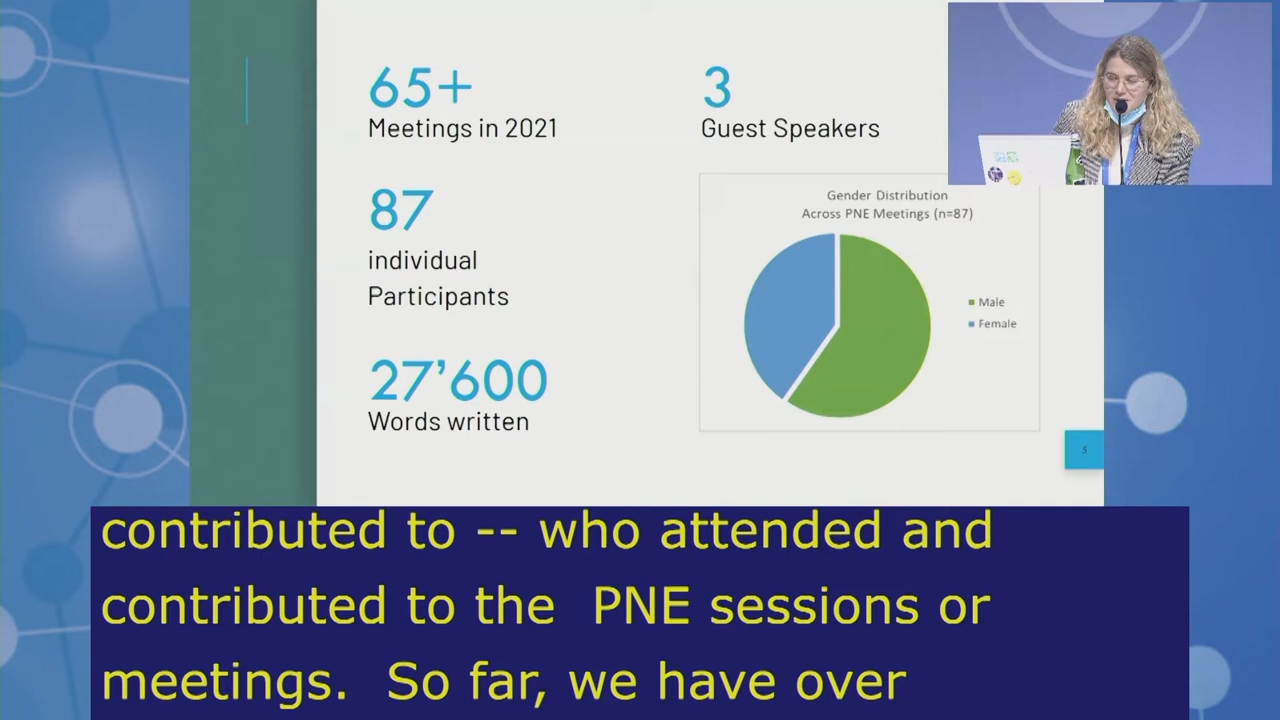 65+
Meetings in 2021
3
Guest Speakers
87
individual
Participants
Gender Distribution
Across PNE Meetings (n=87)
Male
Female
27’600
Words written
5
contributed to -- who attended and
contributed to the  PNE sessions or
meetings.  So far, we have over